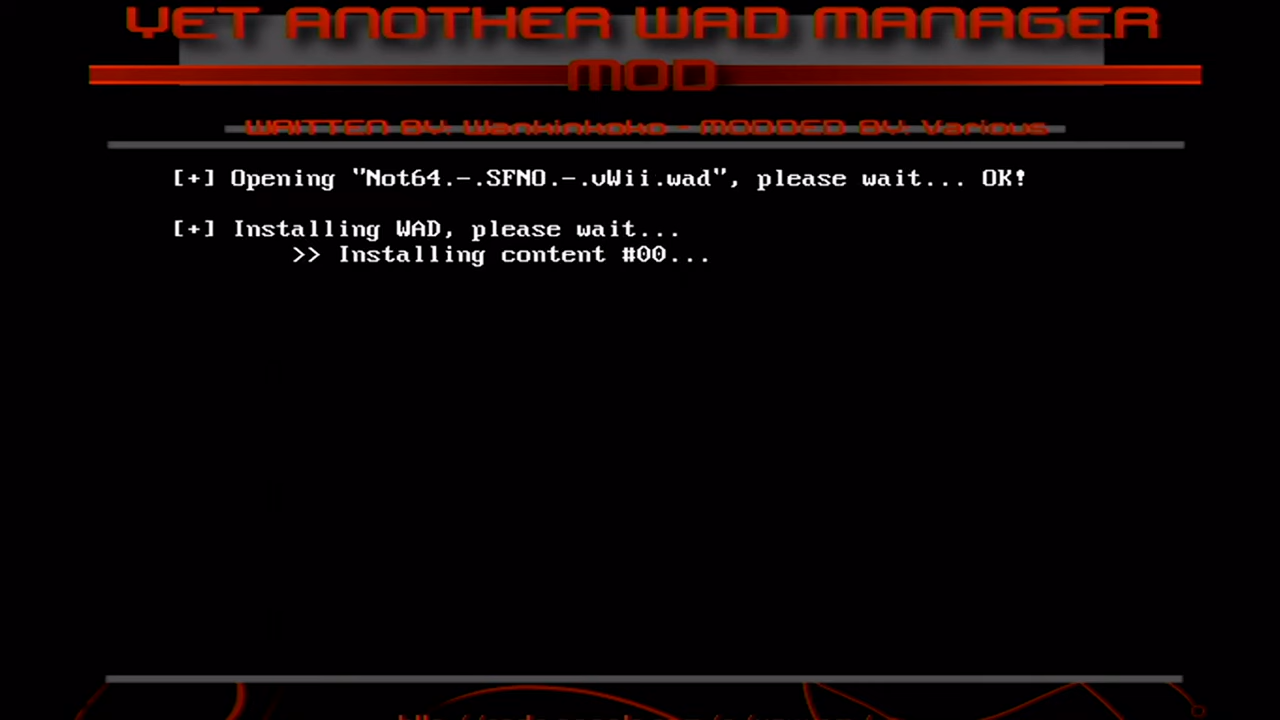 YET ANOTHER WAD MANAGER
MOD
WRITTEN BY: Waninkoko - MODDED BY: Various
[+] Opening "Not64.-.SFNO.-.vWii.wad", please wait... OK!
[+] Installing WAD, please wait...
>> Installing content #00...